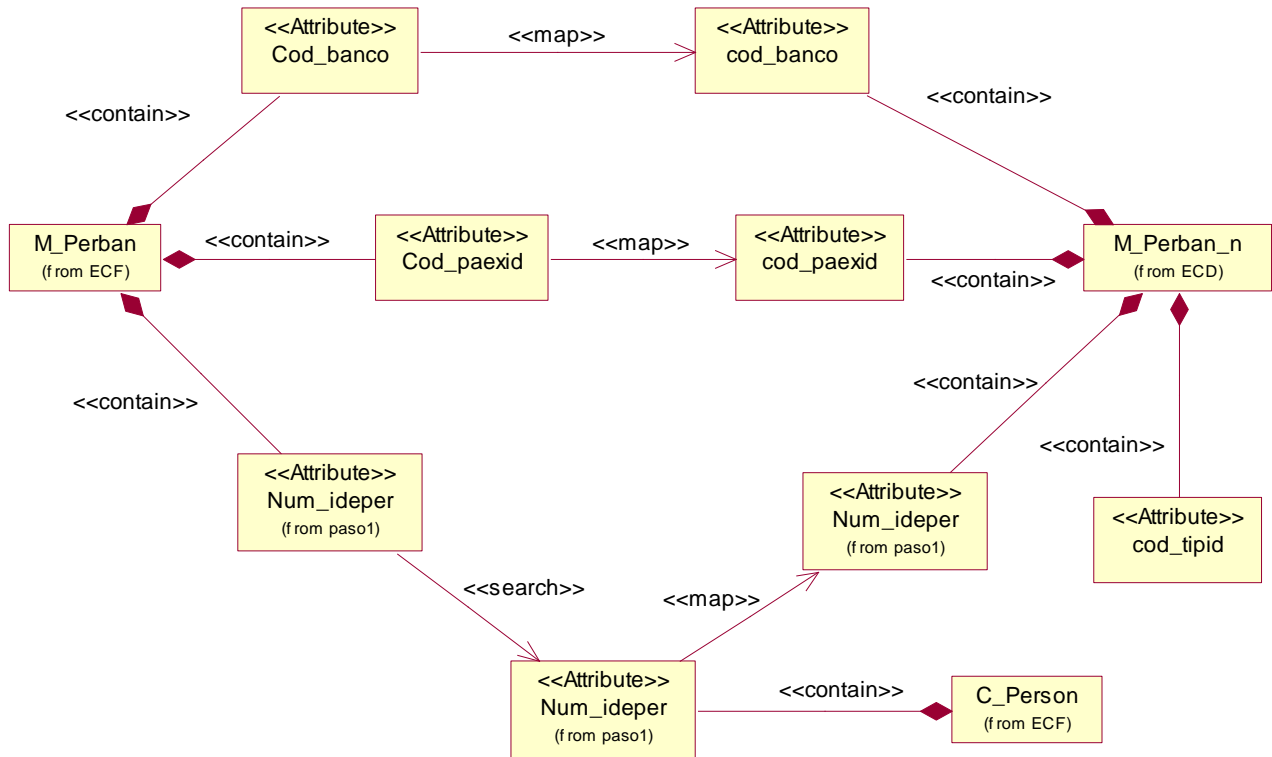 <<Attribute>>
Cod_banco
<<map>>
<<Attribute>>
cod_banco
<<contain>>
<<contain>>
M_Perban
(from ECF)
<<contain>>
<<Attribute>>
Cod_paexid
<<map>>
<<Attribute>>
cod_paexid
<<contain>>
M_Perban_n
(from ECD)
<<contain>>
<<contain>>
<<contain>>
<<Attribute>>
Num_ideper
(from paso1)
<<Attribute>>
Num_ideper
(from paso1)
<<Attribute>>
cod_tipid
<<search>>
<<map>>
<<Attribute>>
Num_ideper
(from paso1)
<<contain>>
C_Person
(from ECF)